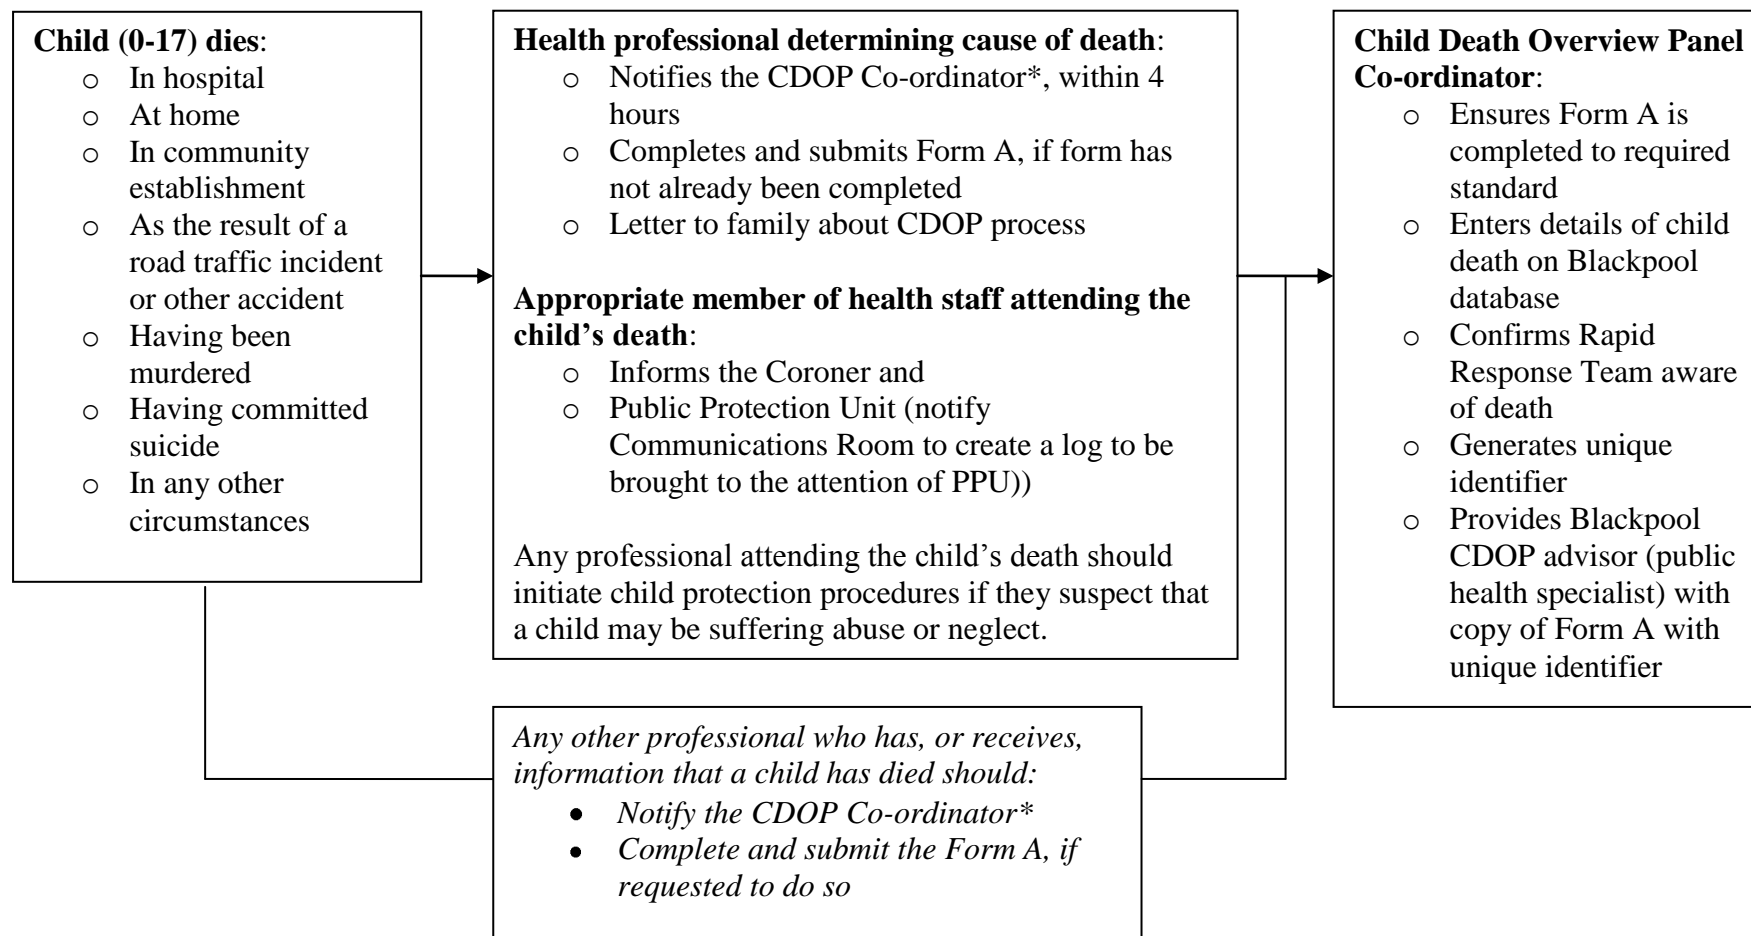 Child (0-17) dies:
o In hospital
o At home
o In community
establishment
o As the result of a
road traffic incident
or other accident
o Having been
murdered
o Having committed
suicide
o In any other
circumstances
Health professional determining cause of death:
o Notifies the CDOP Co-ordinator*, within 4
hours
o Completes and submits Form A, if form has
not already been completed
o Letter to family about CDOP process
Appropriate member of health staff attending the
child’s death:
o Informs the Coroner and
o Public Protection Unit (notify
Communications Room to create a log to be
brought to the attention of PPU))
Any professional attending the child’s death should
initiate child protection procedures if they suspect that
a child may be suffering abuse or neglect.
Any other professional who has, or receives,
information that a child has died should:
• Notify the CDOP Co-ordinator*
• Complete and submit the Form A, if
requested to do so
Child Death Overview Panel
Co-ordinator:
o Ensures Form A is
completed to required
standard
o Enters details of child
death on Blackpool
database
o Confirms Rapid
Response Team aware
of death
o Generates unique
identifier
o Provides Blackpool
CDOP advisor (public
health specialist) with
copy of Form A with
unique identifier